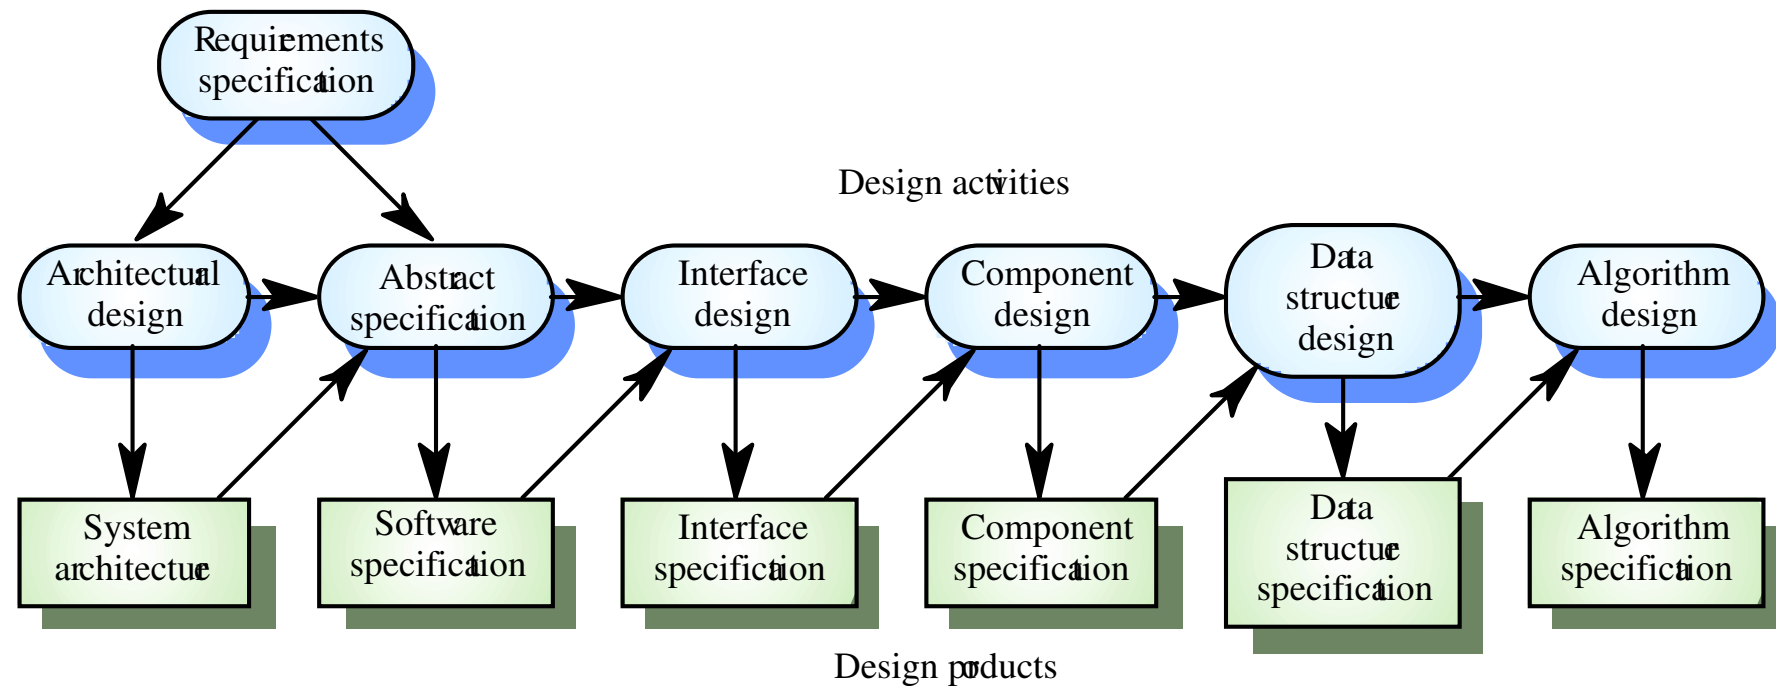 Requirements
specification
Design activities
Architectural
design
Abstract
specification
Interface
design
Component
design
Data
structure
design
Algorithm
design
System
architecture
Software
specification
Interface
specification
Component
specification
Data
structure
specification
Algorithm
specification
Design products